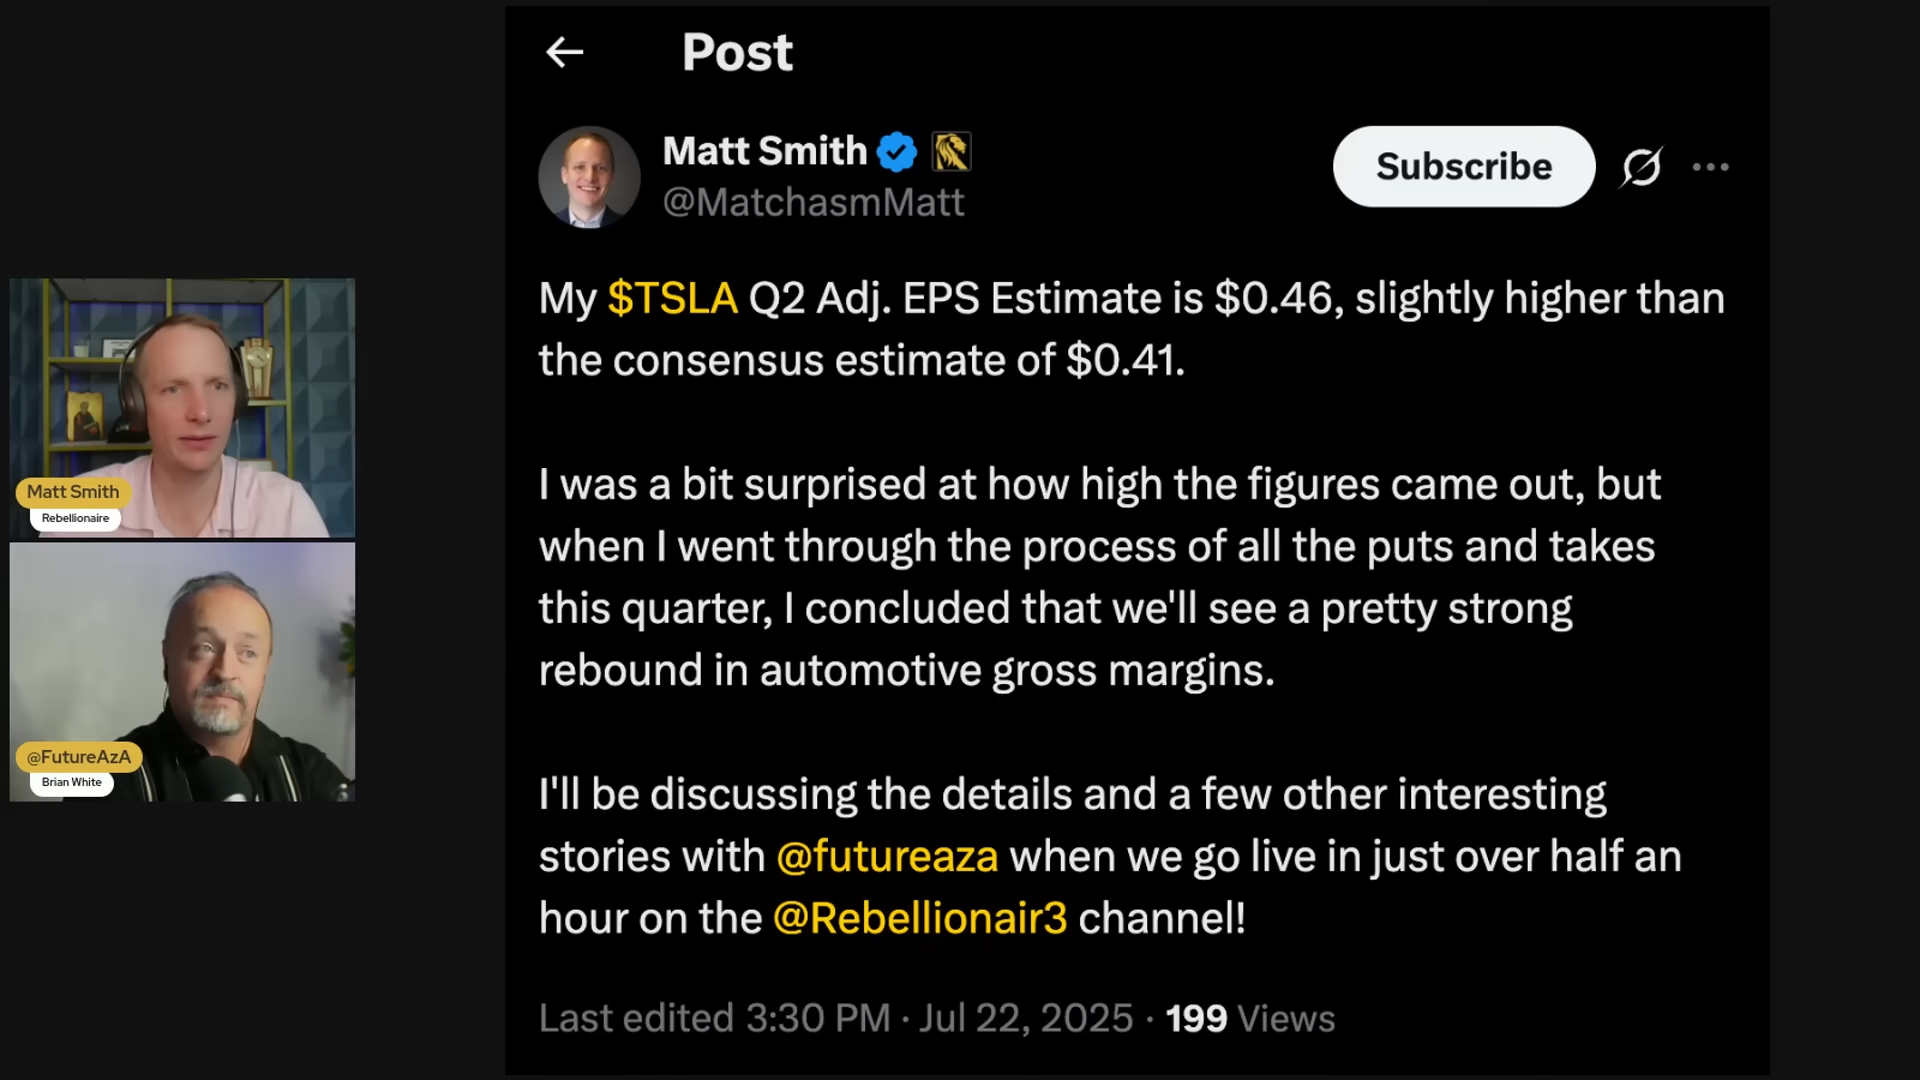 Post
Matt Smith
@MatchasmMatt
Subscribe
My $TSLA Q2 Adj. EPS Estimate is $0.46, slightly higher than
the consensus estimate of $0.41.
I was a bit surprised at how high the figures came out, but
when I went through the process of all the puts and takes
this quarter, I concluded that we'll see a pretty strong
rebound in automotive gross margins.
I'll be discussing the details and a few other interesting
stories with @futureaza when we go live in just over half an
hour on the @Rebellionair3 channel!
Last edited 3:30 PM · Jul 22, 2025 · 199 Views
Matt Smith
Rebellionaire
@FutureAzA
Brian White